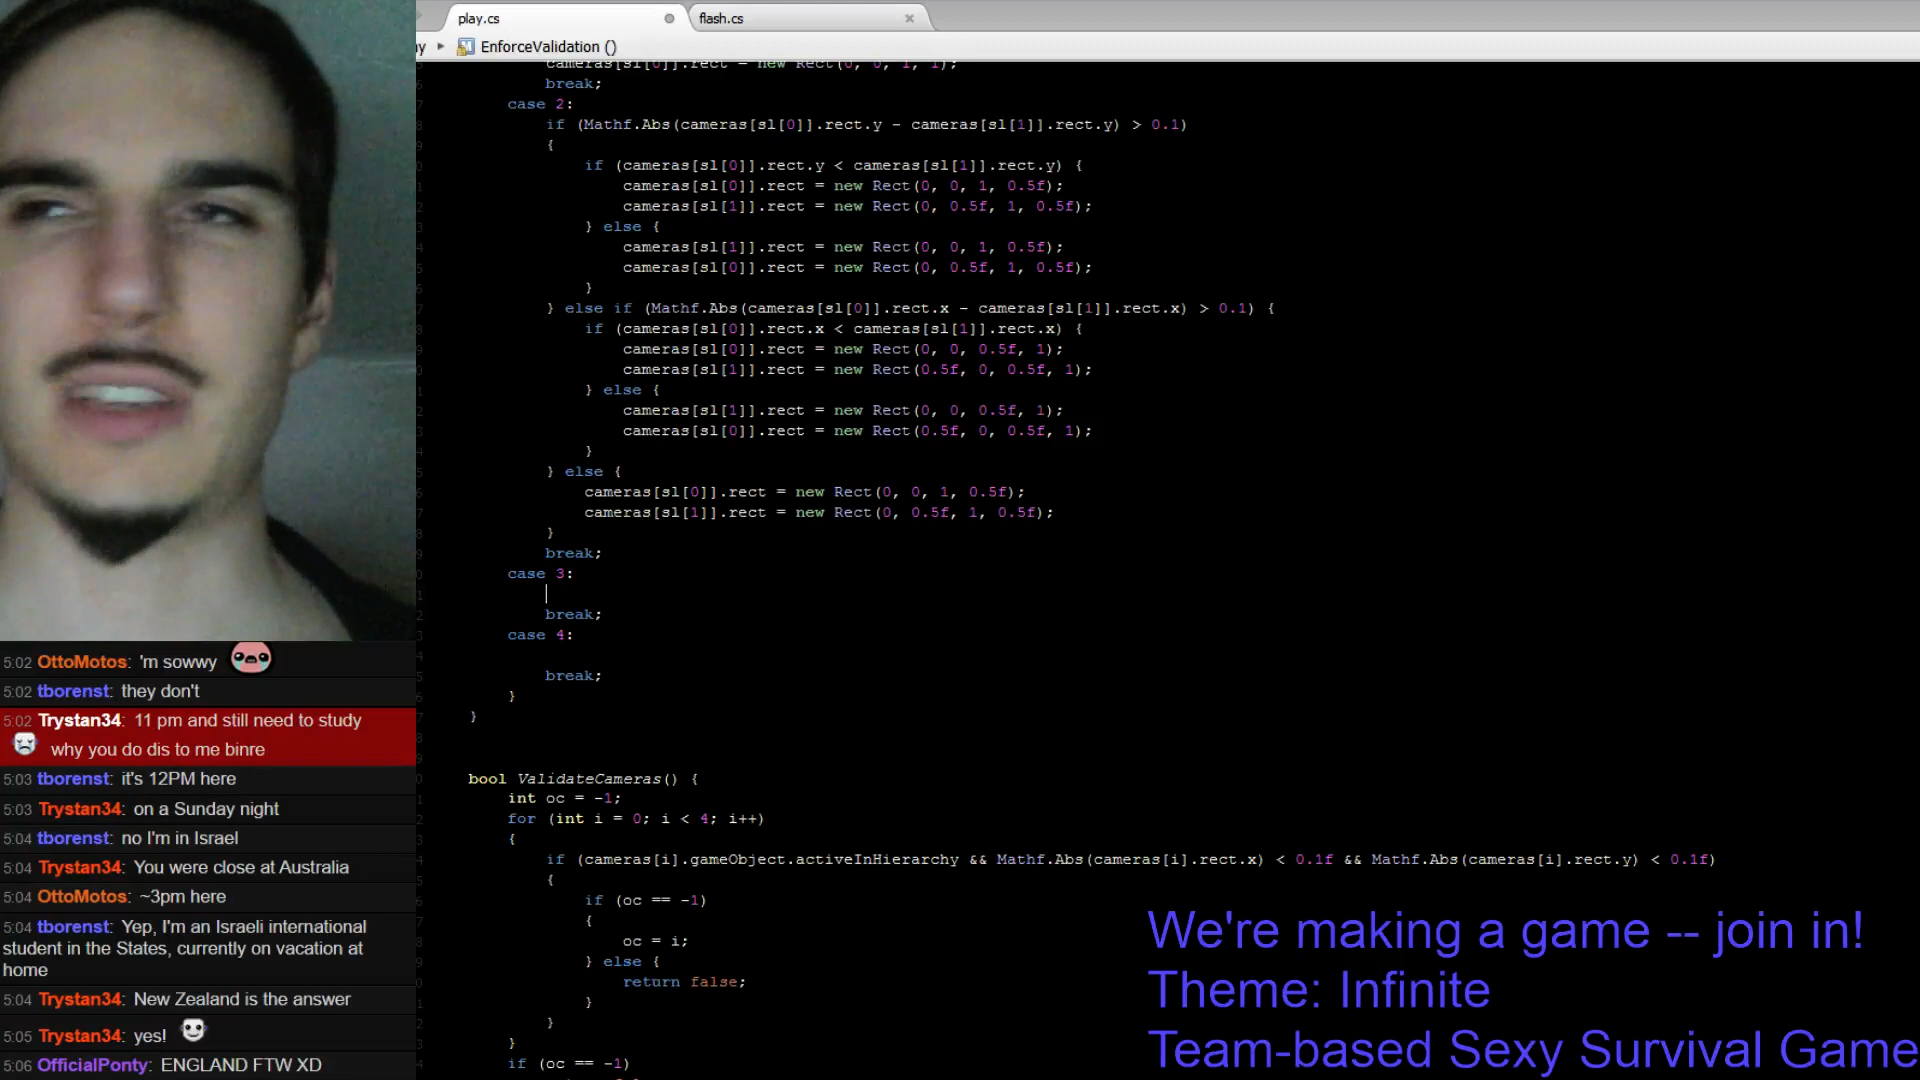 play.cs
flash.cs
EnforceValidation ()
cameras[sl[0]].rect = new Rect(0, 0, 1, 1);
break;
case 2:
if (Mathf.Abs(cameras[sl[0]].rect.y - cameras[sl[1]].rect.y) > 0.1)
{
if (cameras[sl[0]].rect.y < cameras[sl[1]].rect.y) {
cameras[sl[0]].rect = new Rect(0, 0, 1, 0.5f);
cameras[sl[1]].rect = new Rect(0, 0.5f, 1, 0.5f);
} else {
cameras[sl[1]].rect = new Rect(0, 0, 1, 0.5f);
cameras[sl[0]].rect = new Rect(0, 0.5f, 1, 0.5f);
}
} else if (Mathf.Abs(cameras[sl[0]].rect.x - cameras[sl[1]].rect.x) > 0.1) {
if (cameras[sl[0]].rect.x < cameras[sl[1]].rect.x) {
cameras[sl[0]].rect = new Rect(0, 0, 0.5f, 1);
cameras[sl[1]].rect = new Rect(0.5f, 0, 0.5f, 1);
} else {
cameras[sl[1]].rect = new Rect(0, 0, 0.5f, 1);
cameras[sl[0]].rect = new Rect(0.5f, 0, 0.5f, 1);
}
} else {
cameras[sl[0]].rect = new Rect(0, 0, 1, 0.5f);
cameras[sl[1]].rect = new Rect(0, 0.5f, 1, 0.5f);
}
break;
case 3:
break;
case 4:
break;
}
}
bool ValidateCameras() {
int oc = -1;
for (int i = 0; i < 4; i++)
{
if (cameras[i].gameObject.activeInHierarchy && Mathf.Abs(cameras[i].rect.x) < 0.1f && Mathf.Abs(cameras[i].rect.y) < 0.1f)
{
if (oc == -1)
{
oc = i;
} else {
return false;
}
}
}
if (oc == -1)
5:02 OttoMotos: 'm sowwy
5:02 tborenst: they don't
5:02 Trystan34: 11 pm and still need to study
why you do dis to me binre
5:03 tborenst: it's 12PM here
5:03 Trystan34: on a Sunday night
5:04 tborenst: no I'm in Israel
5:04 Trystan34: You were close at Australia
5:04 OttoMotos: ~3pm here
5:04 tborenst: Yep, I'm an Israeli international
student in the States, currently on vacation at
home
5:04 Trystan34: New Zealand is the answer
5:05 Trystan34: yes!
5:06 OfficialPonty: ENGLAND FTW XD
We're making a game -- join in!
Theme: Infinite
Team-based Sexy Survival Game